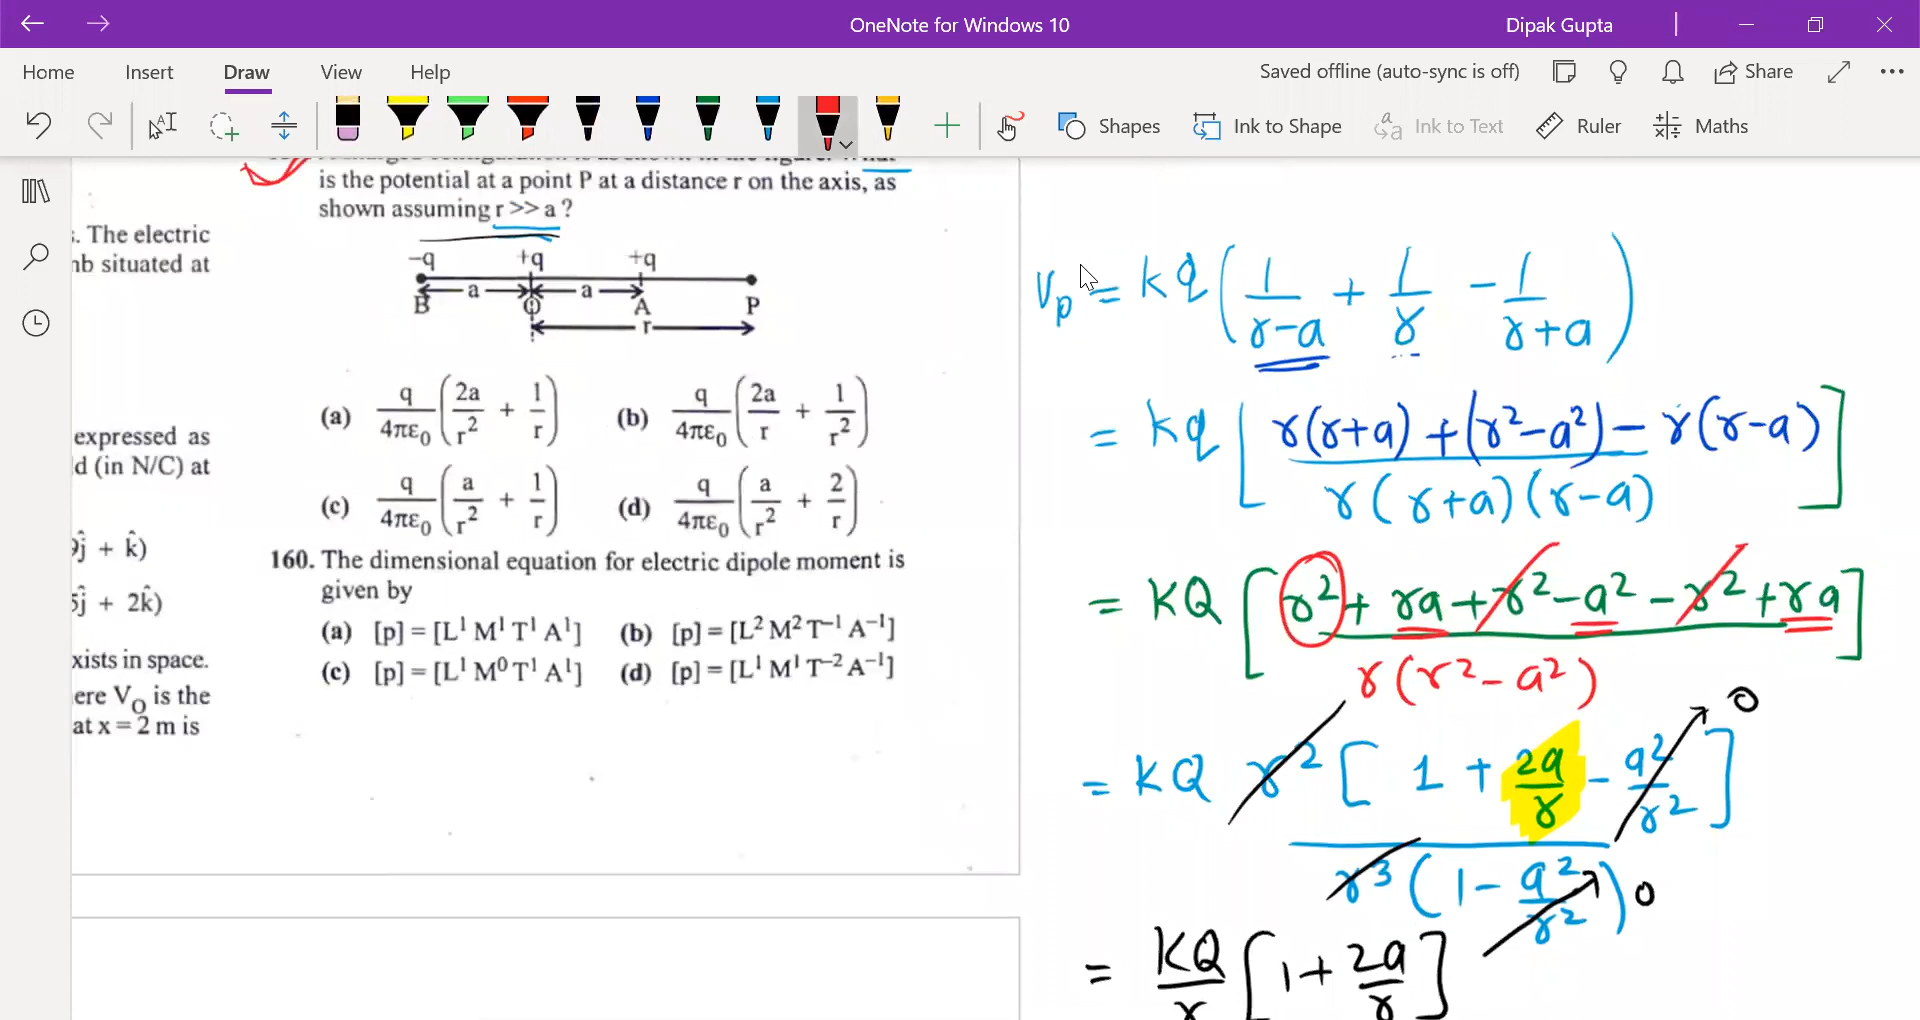 OneNote for Windows 10
Dipak Gupta
Home Insert Draw View Help
Saved offline (auto-sync is off)
Share
Shapes
Ink to Shape
Ink to Text
Ruler
Maths
is the potential at a point P at a distance r on the axis, as
shown assuming r >> a ?
−q +q +q
a a
B O A P
r
(a) q/4πε₀ (2a/r² + 1/r) (b) q/4πε₀ (2a/r + 1/r²)
(c) q/4πε₀ (a/r² + 1/r) (d) q/4πε₀ (a/r² + 2/r)
160. The dimensional equation for electric dipole moment is
given by
(a) [p] = [L¹ M¹ T¹ A¹] (b) [p] = [L² M² T⁻¹ A⁻¹]
(c) [p] = [L¹ M⁰ T¹ A¹] (d) [p] = [L¹ M¹ T⁻² A⁻¹]
. The electric
situated at
expressed as
d (in N/C) at
ĵ + k̂)
ĵ + 2k̂)
xists in space.
ere V_O is the
at x = 2 m is
V_p = kq (1/(r−a) + 1/r − 1/(r+a))
= kq [ (r(r+a) + (r²−a²) − r(r−a)) / (r(r+a)(r−a)) ]
= KQ [ (r² + ra + r² − a² − r² + ra) / (r(r²−a²)) ]
= KQ r² [ 1 + 2a/r − a²/r² ] 0
r³ (1 − a²/r²) 0
= KQ/r [1 + 2a/r]